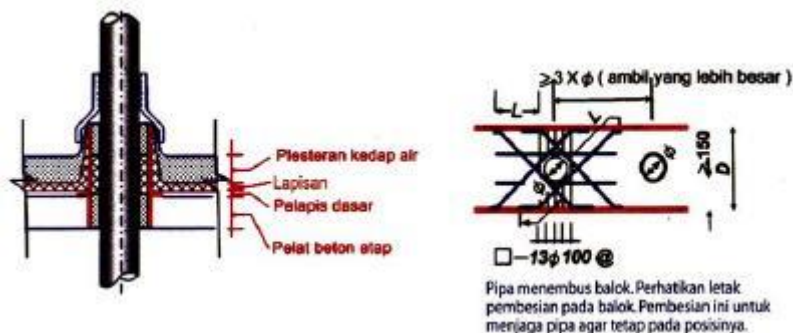 Plesteran kedap air
Lapisan
Pelapis dasar
Pelat beton atap
≥3 X φ ( ambil yang lebih besar )
L
φ
φ
≥150
D
□—13φ 100 @
Pipa menembus balok. Perhatikan letak
pembesian pada balok. Pembesian ini untuk
menjaga pipa agar tetap pada posisinya.